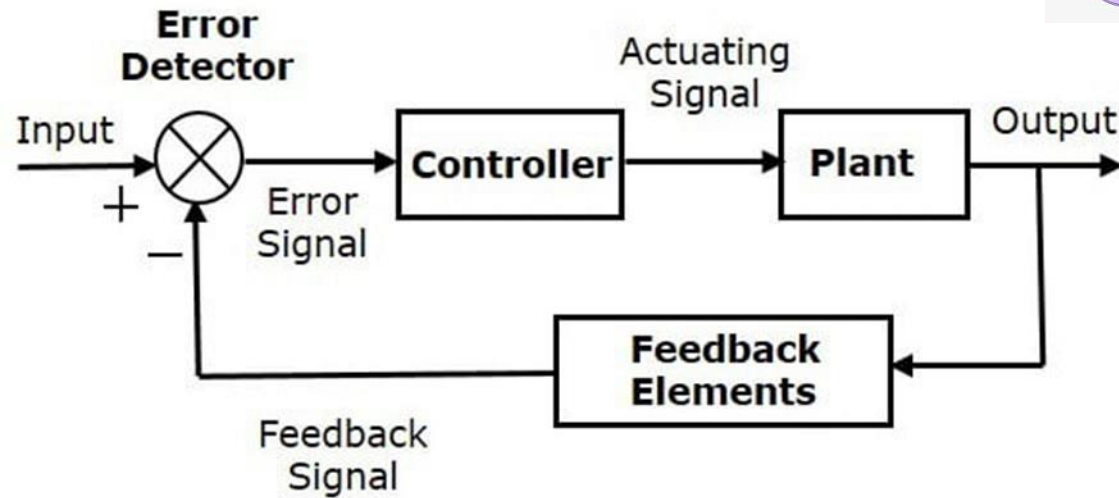 Error
Detector
Actuating
Signal
Input
Output
+
Controller
Plant
Error
Signal
−
Feedback
Elements
Feedback
Signal